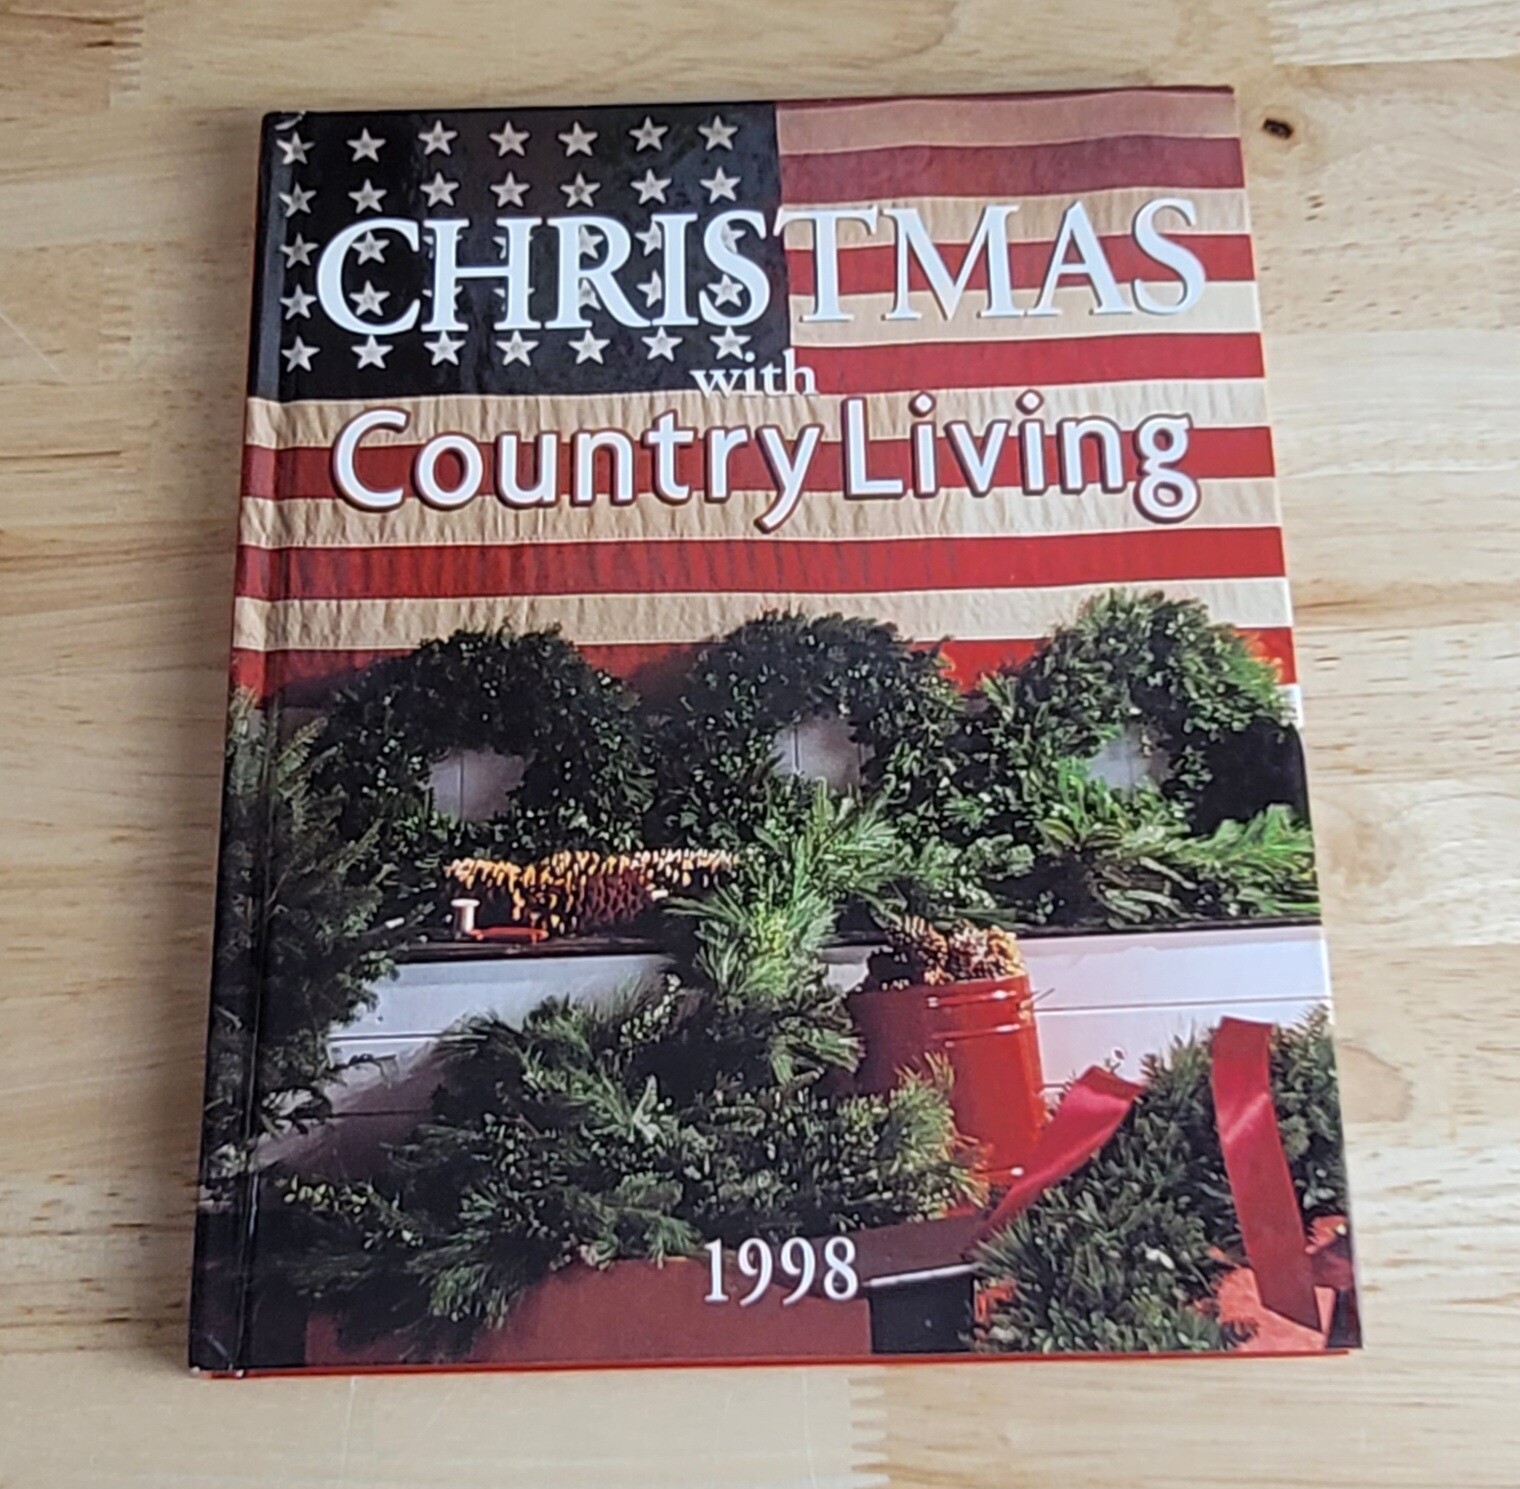 CHRISTMAS
with
Country Living
1998